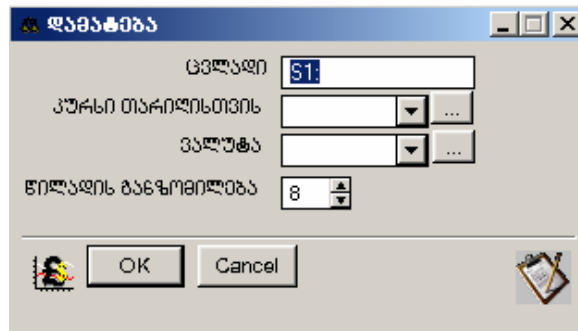 დამატება
ცვლადი S1:
კურსი თარიღისთვის ...
ვალუტა ...
წილადის განზომილება 8
OK Cancel